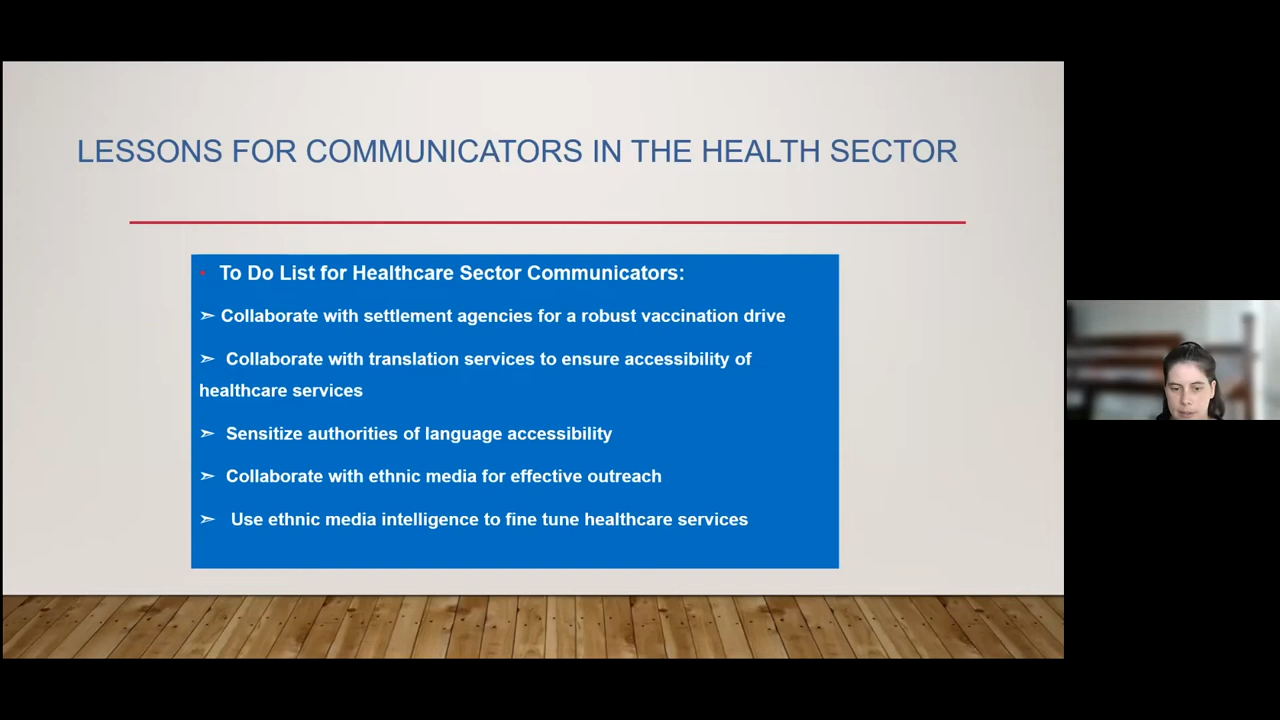 LESSONS FOR COMMUNICATORS IN THE HEALTH SECTOR
• To Do List for Healthcare Sector Communicators:
➣ Collaborate with settlement agencies for a robust vaccination drive
➣ Collaborate with translation services to ensure accessibility of
healthcare services
➣ Sensitize authorities of language accessibility
➣ Collaborate with ethnic media for effective outreach
➣ Use ethnic media intelligence to fine tune healthcare services